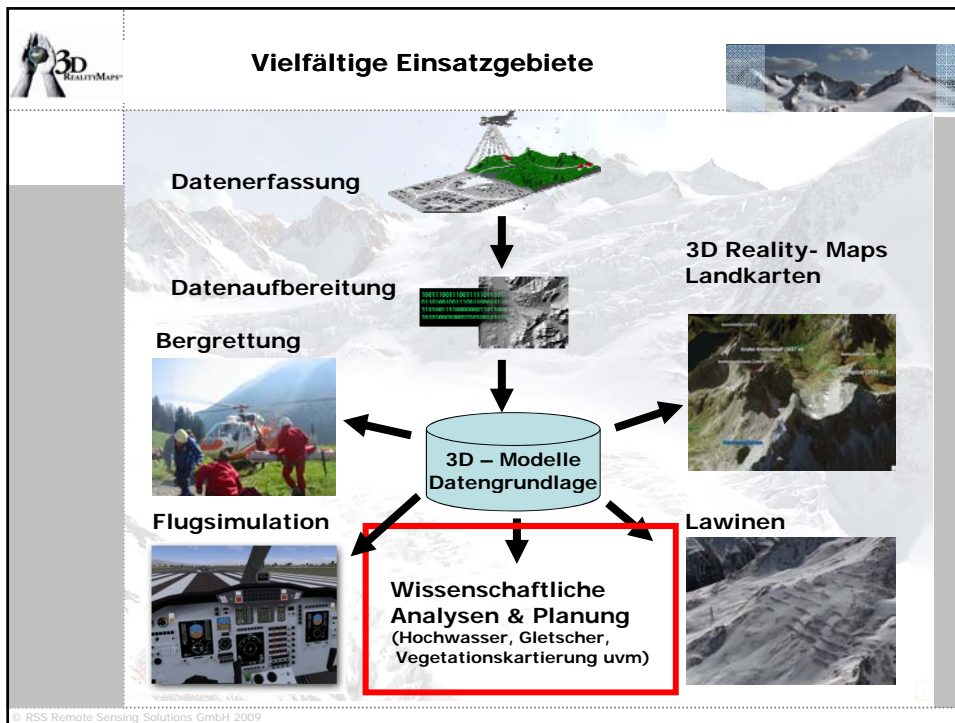 3D
REALITYMAPS™
Vielfältige Einsatzgebiete
Datenerfassung
3D Reality- Maps
Landkarten
Datenaufbereitung
Bergrettung
3D – Modelle
Datengrundlage
Flugsimulation
Lawinen
Wissenschaftliche
Analysen & Planung
(Hochwasser, Gletscher,
Vegetationskartierung uvm)
© RSS Remote Sensing Solutions GmbH 2009